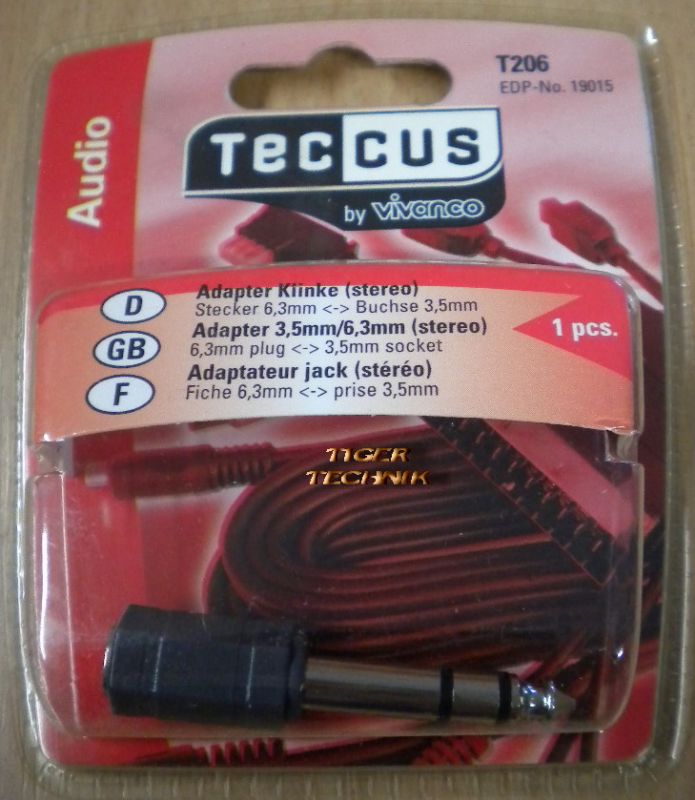 T206
EDP-No. 19015
Audio
Teccus
by vivanco
D
Adapter Klinke (stereo)
Stecker 6,3mm <-> Buchse 3,5mm
GB
Adapter 3,5mm/6,3mm (stereo)
6,3mm plug <-> 3,5mm socket
1 pcs.
F
Adaptateur jack (stéréo)
Fiche 6,3mm <-> prise 3,5mm
TIGER
TECHNIK